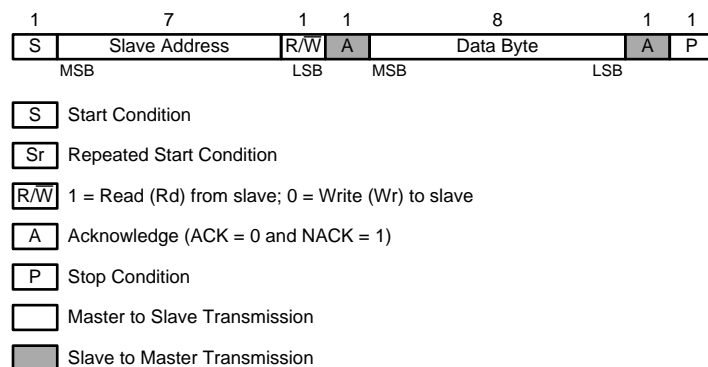 1 7 1 1 8 1 1
S Slave Address R/W̅ A Data Byte A P
MSB LSB MSB LSB
S Start Condition
Sr Repeated Start Condition
R/W̅ 1 = Read (Rd) from slave; 0 = Write (Wr) to slave
A Acknowledge (ACK = 0 and NACK = 1)
P Stop Condition
Master to Slave Transmission
Slave to Master Transmission